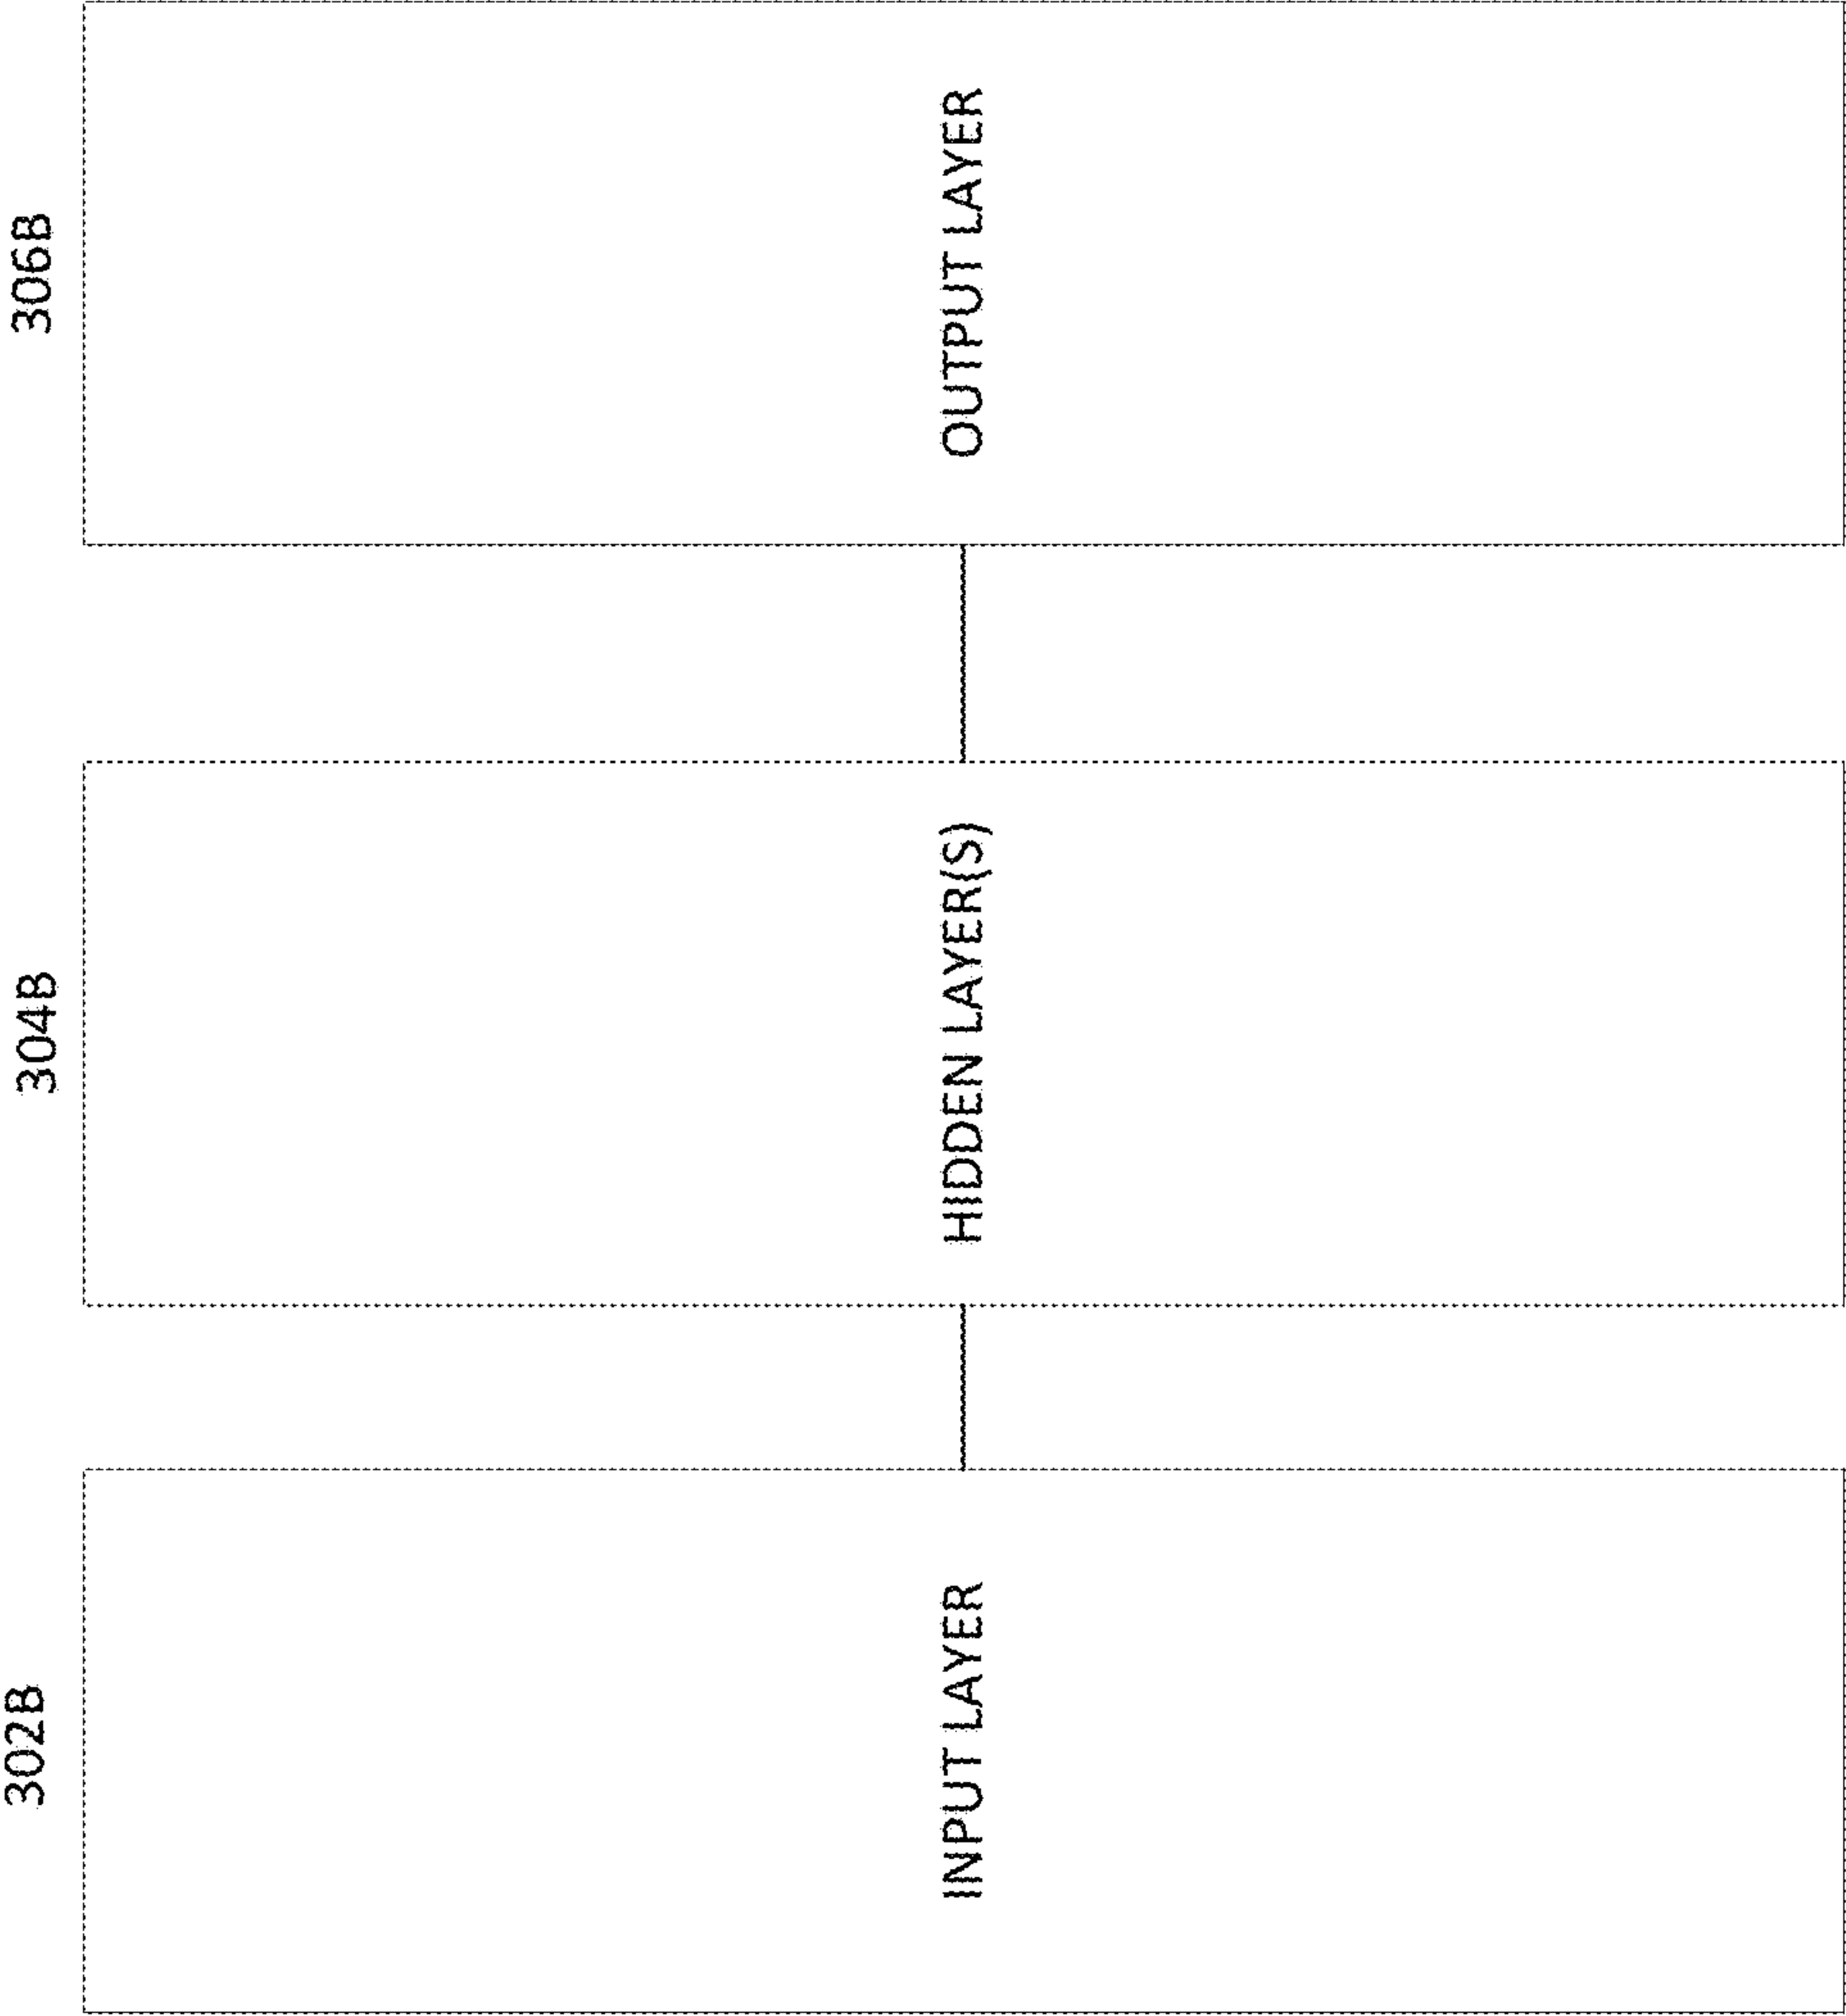 302B
304B
306B
INPUT LAYER
HIDDEN LAYER(S)
OUTPUT LAYER